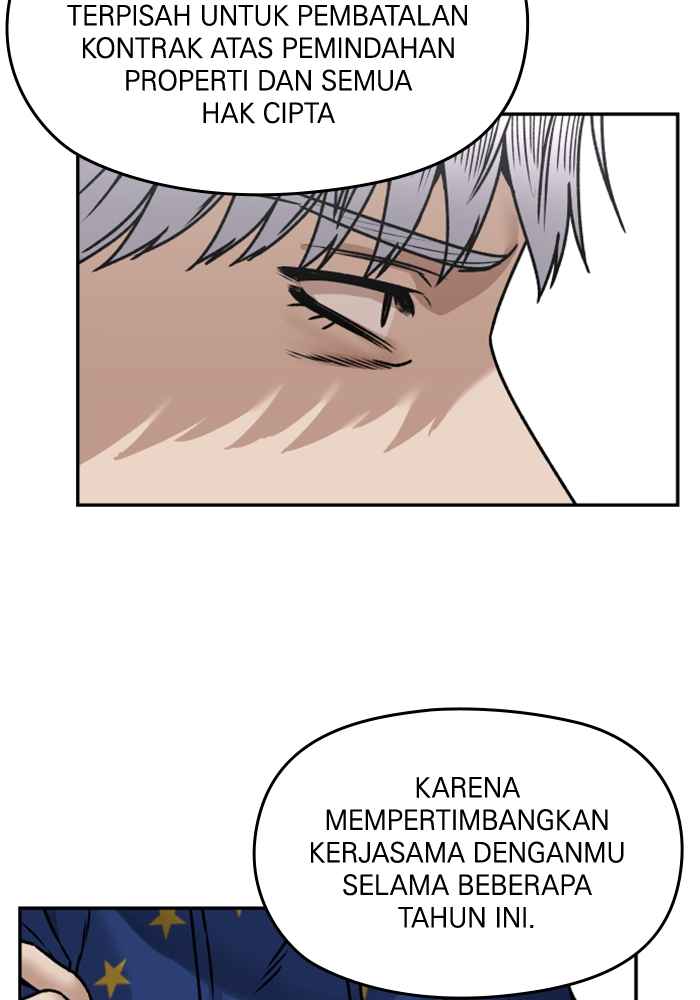 TERPISAH UNTUK PEMBATALAN
KONTRAK ATAS PEMINDAHAN
PROPERTI DAN SEMUA
HAK CIPTA
KARENA
MEMPERTIMBANGKAN
KERJASAMA DENGANMU
SELAMA BEBERAPA
TAHUN INI.